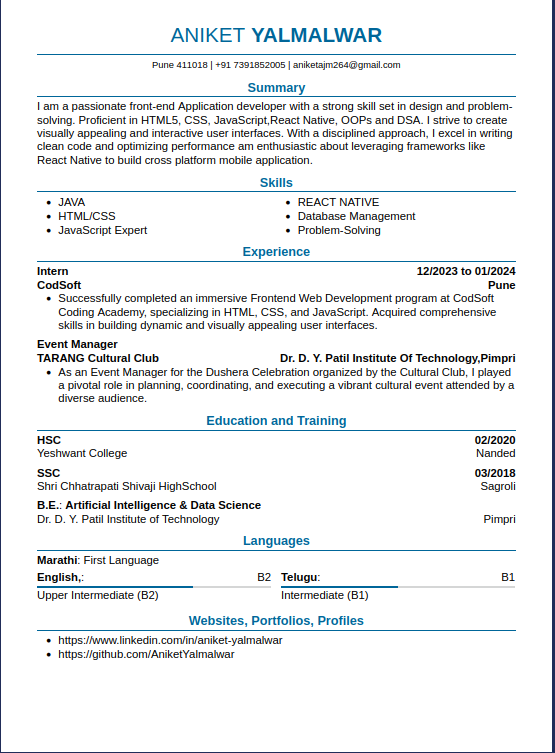 ANIKET YALMALWAR
Pune 411018 | +91 7391852005 | aniketajm264@gmail.com
Summary
I am a passionate front-end Application developer with a strong skill set in design and problem-
solving. Proficient in HTML5, CSS, JavaScript,React Native, OOPs and DSA. I strive to create
visually appealing and interactive user interfaces. With a disciplined approach, I excel in writing
clean code and optimizing performance am enthusiastic about leveraging frameworks like
React Native to build cross platform mobile application.
Skills
• JAVA
• HTML/CSS
• JavaScript Expert
• REACT NATIVE
• Database Management
• Problem-Solving
Experience
Intern 12/2023 to 01/2024
CodSoft Pune
• Successfully completed an immersive Frontend Web Development program at CodSoft
Coding Academy, specializing in HTML, CSS, and JavaScript. Acquired comprehensive
skills in building dynamic and visually appealing user interfaces.
Event Manager
TARANG Cultural Club Dr. D. Y. Patil Institute Of Technology,Pimpri
• As an Event Manager for the Dushera Celebration organized by the Cultural Club, I played
a pivotal role in planning, coordinating, and executing a vibrant cultural event attended by a
diverse audience.
Education and Training
HSC 02/2020
Yeshwant College Nanded
SSC 03/2018
Shri Chhatrapati Shivaji HighSchool Sagroli
B.E.: Artificial Intelligence & Data Science
Dr. D. Y. Patil Institute of Technology Pimpri
Languages
Marathi: First Language
English,: B2 Telugu: B1
Upper Intermediate (B2) Intermediate (B1)
Websites, Portfolios, Profiles
• https://www.linkedin.com/in/aniket-yalmalwar
• https://github.com/AniketYalmalwar